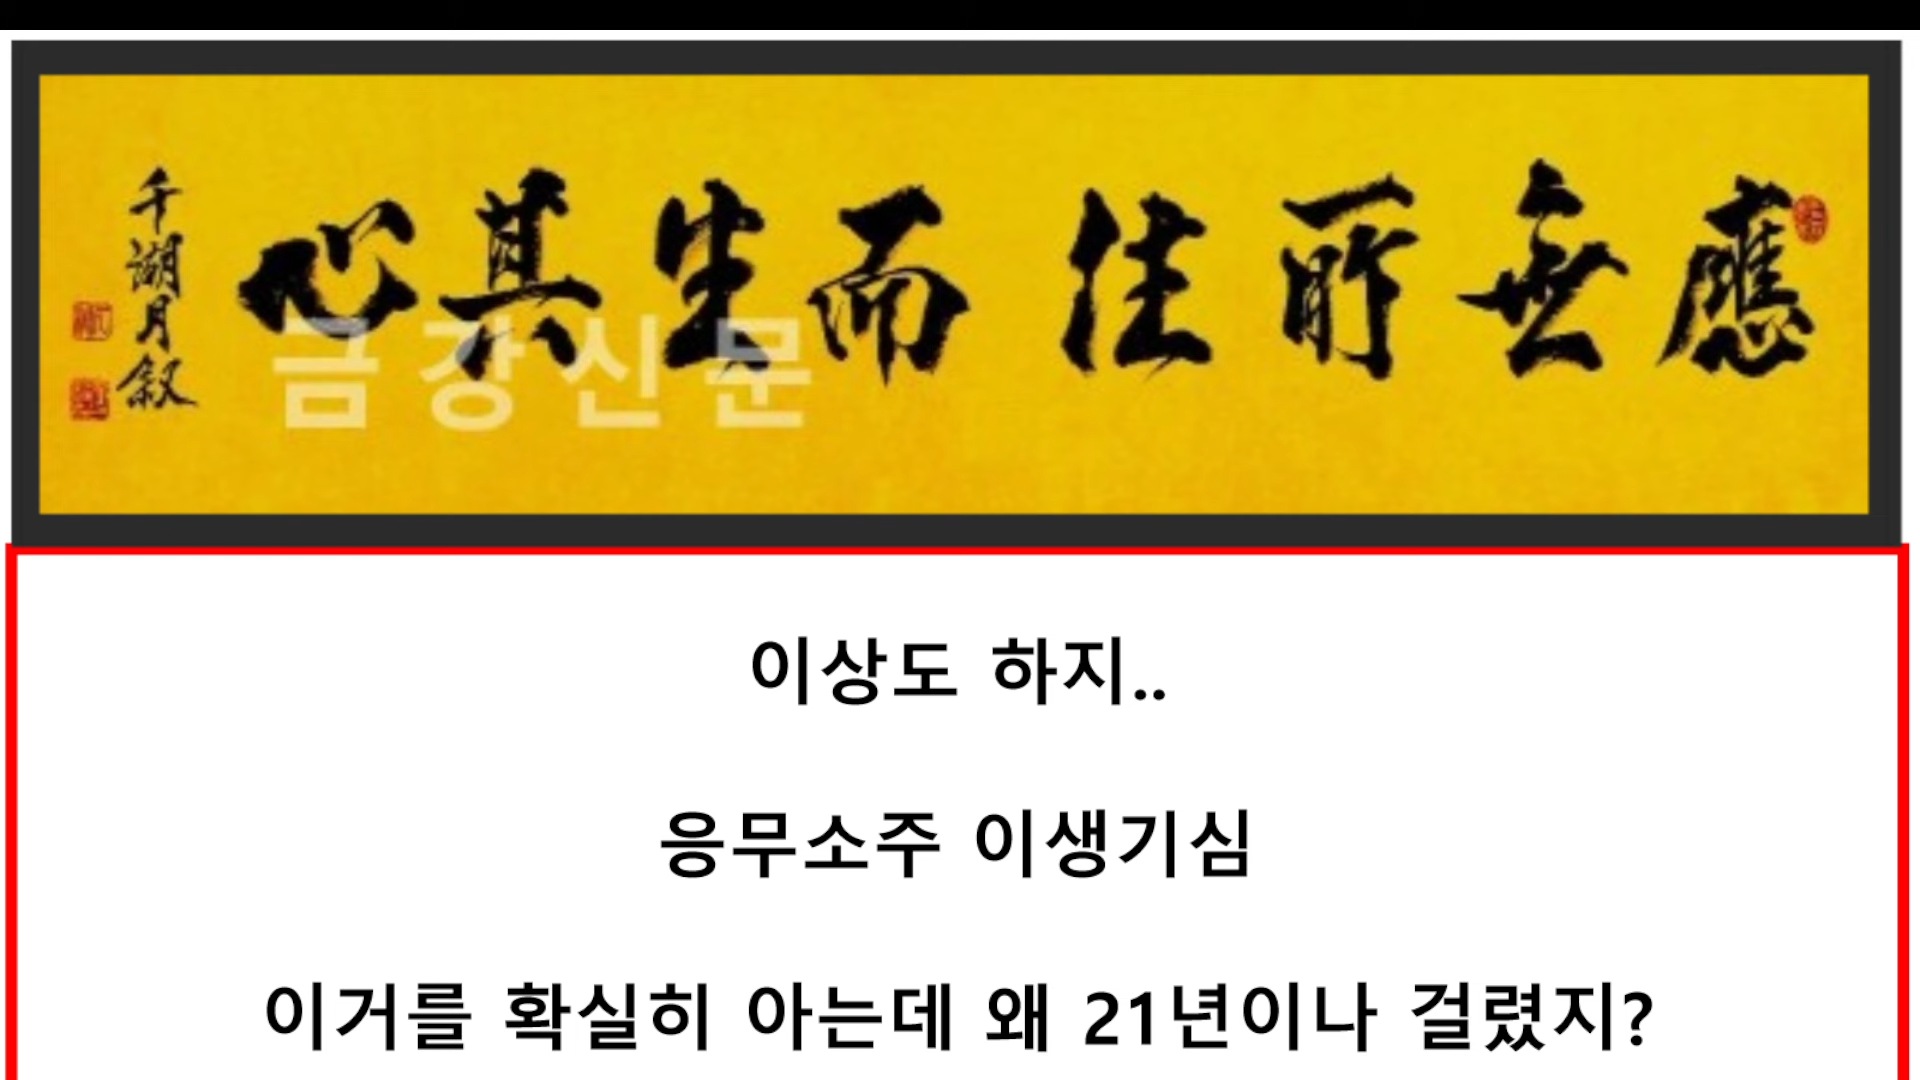 應無所住 而生其心
千湖月叙
금강신문
이상도 하지..
응무소주 이생기심
이거를 확실히 아는데 왜 21년이나 걸렸지?